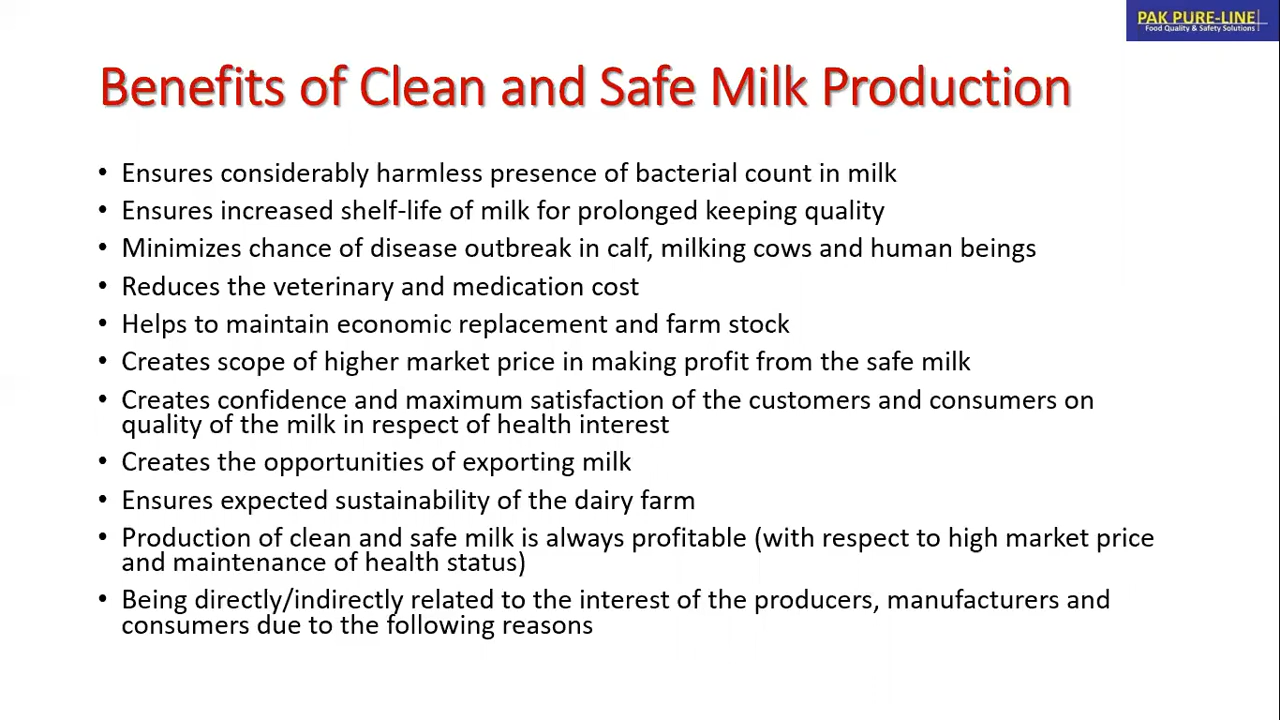 PAK PURE-LINE
Food Quality & Safety Solutions
Benefits of Clean and Safe Milk Production
• Ensures considerably harmless presence of bacterial count in milk
• Ensures increased shelf-life of milk for prolonged keeping quality
• Minimizes chance of disease outbreak in calf, milking cows and human beings
• Reduces the veterinary and medication cost
• Helps to maintain economic replacement and farm stock
• Creates scope of higher market price in making profit from the safe milk
• Creates confidence and maximum satisfaction of the customers and consumers on
quality of the milk in respect of health interest
• Creates the opportunities of exporting milk
• Ensures expected sustainability of the dairy farm
• Production of clean and safe milk is always profitable (with respect to high market price
and maintenance of health status)
• Being directly/indirectly related to the interest of the producers, manufacturers and
consumers due to the following reasons